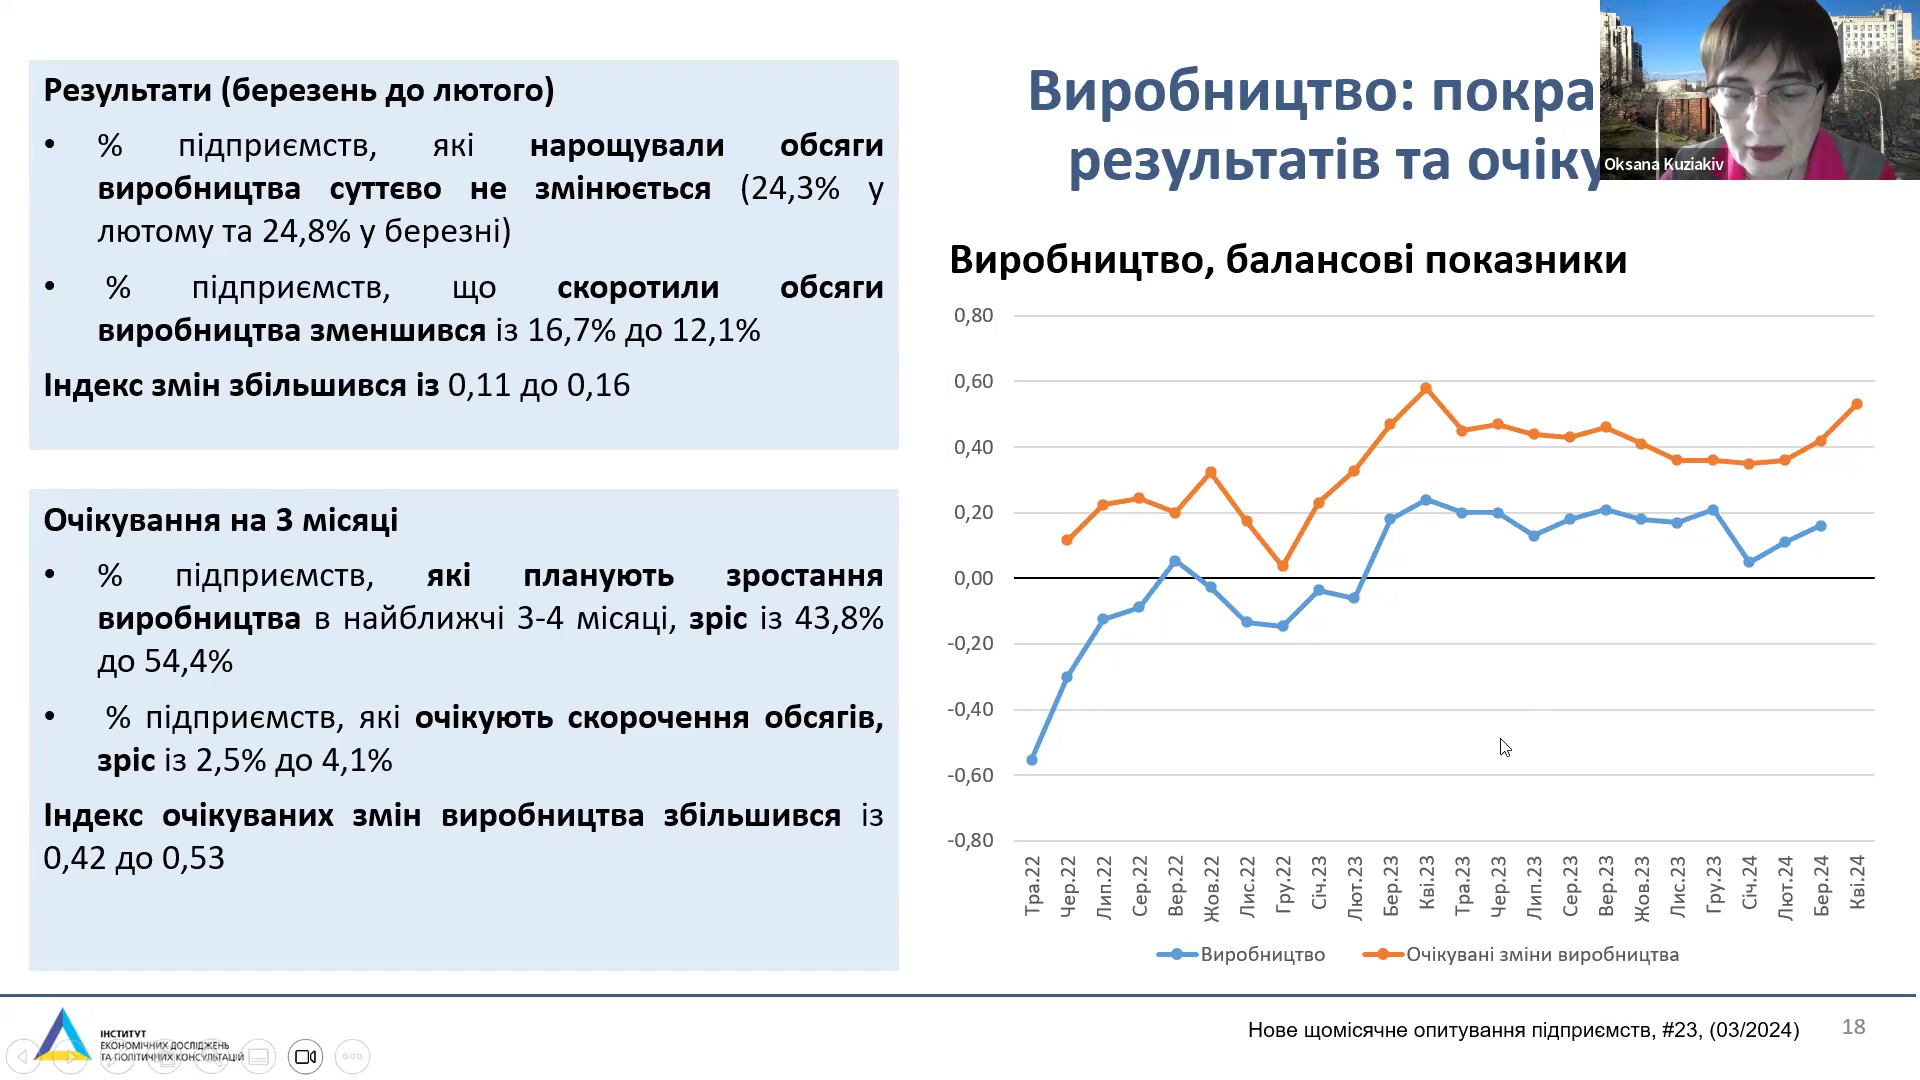 Результати (березень до лютого)
• % підприємств, які нарощували обсяги
виробництва суттєво не змінюється (24,3% у
лютому та 24,8% у березні)
• % підприємств, що скоротили обсяги
виробництва зменшився із 16,7% до 12,1%
Індекс змін збільшився із 0,11 до 0,16
Очікування на 3 місяці
• % підприємств, які планують зростання
виробництва в найближчі 3-4 місяці, зріс із 43,8%
до 54,4%
• % підприємств, які очікують скорочення обсягів,
зріс із 2,5% до 4,1%
Індекс очікуваних змін виробництва збільшився із
0,42 до 0,53
Виробництво: покра
результатів та очіку
Oksana Kuziakiv
Виробництво, балансові показники
0,80
0,60
0,40
0,20
0,00
-0,20
-0,40
-0,60
-0,80
Тра.22
Чер.22
Лип.22
Сер.22
Вер.22
Жов.22
Лис.22
Гру.22
Січ.23
Лют.23
Бер.23
Кві.23
Тра.23
Чер.23
Лип.23
Сер.23
Вер.23
Жов.23
Лис.23
Гру.23
Січ.24
Лют.24
Бер.24
Кві.24
Виробництво
Очікувані зміни виробництва
ІНСТИТУТ
ЕКОНОМІЧНИХ ДОСЛІДЖЕНЬ
ТА ПОЛІТИЧНИХ КОНСУЛЬТАЦІЙ
Нове щомісячне опитування підприємств, #23, (03/2024)
18